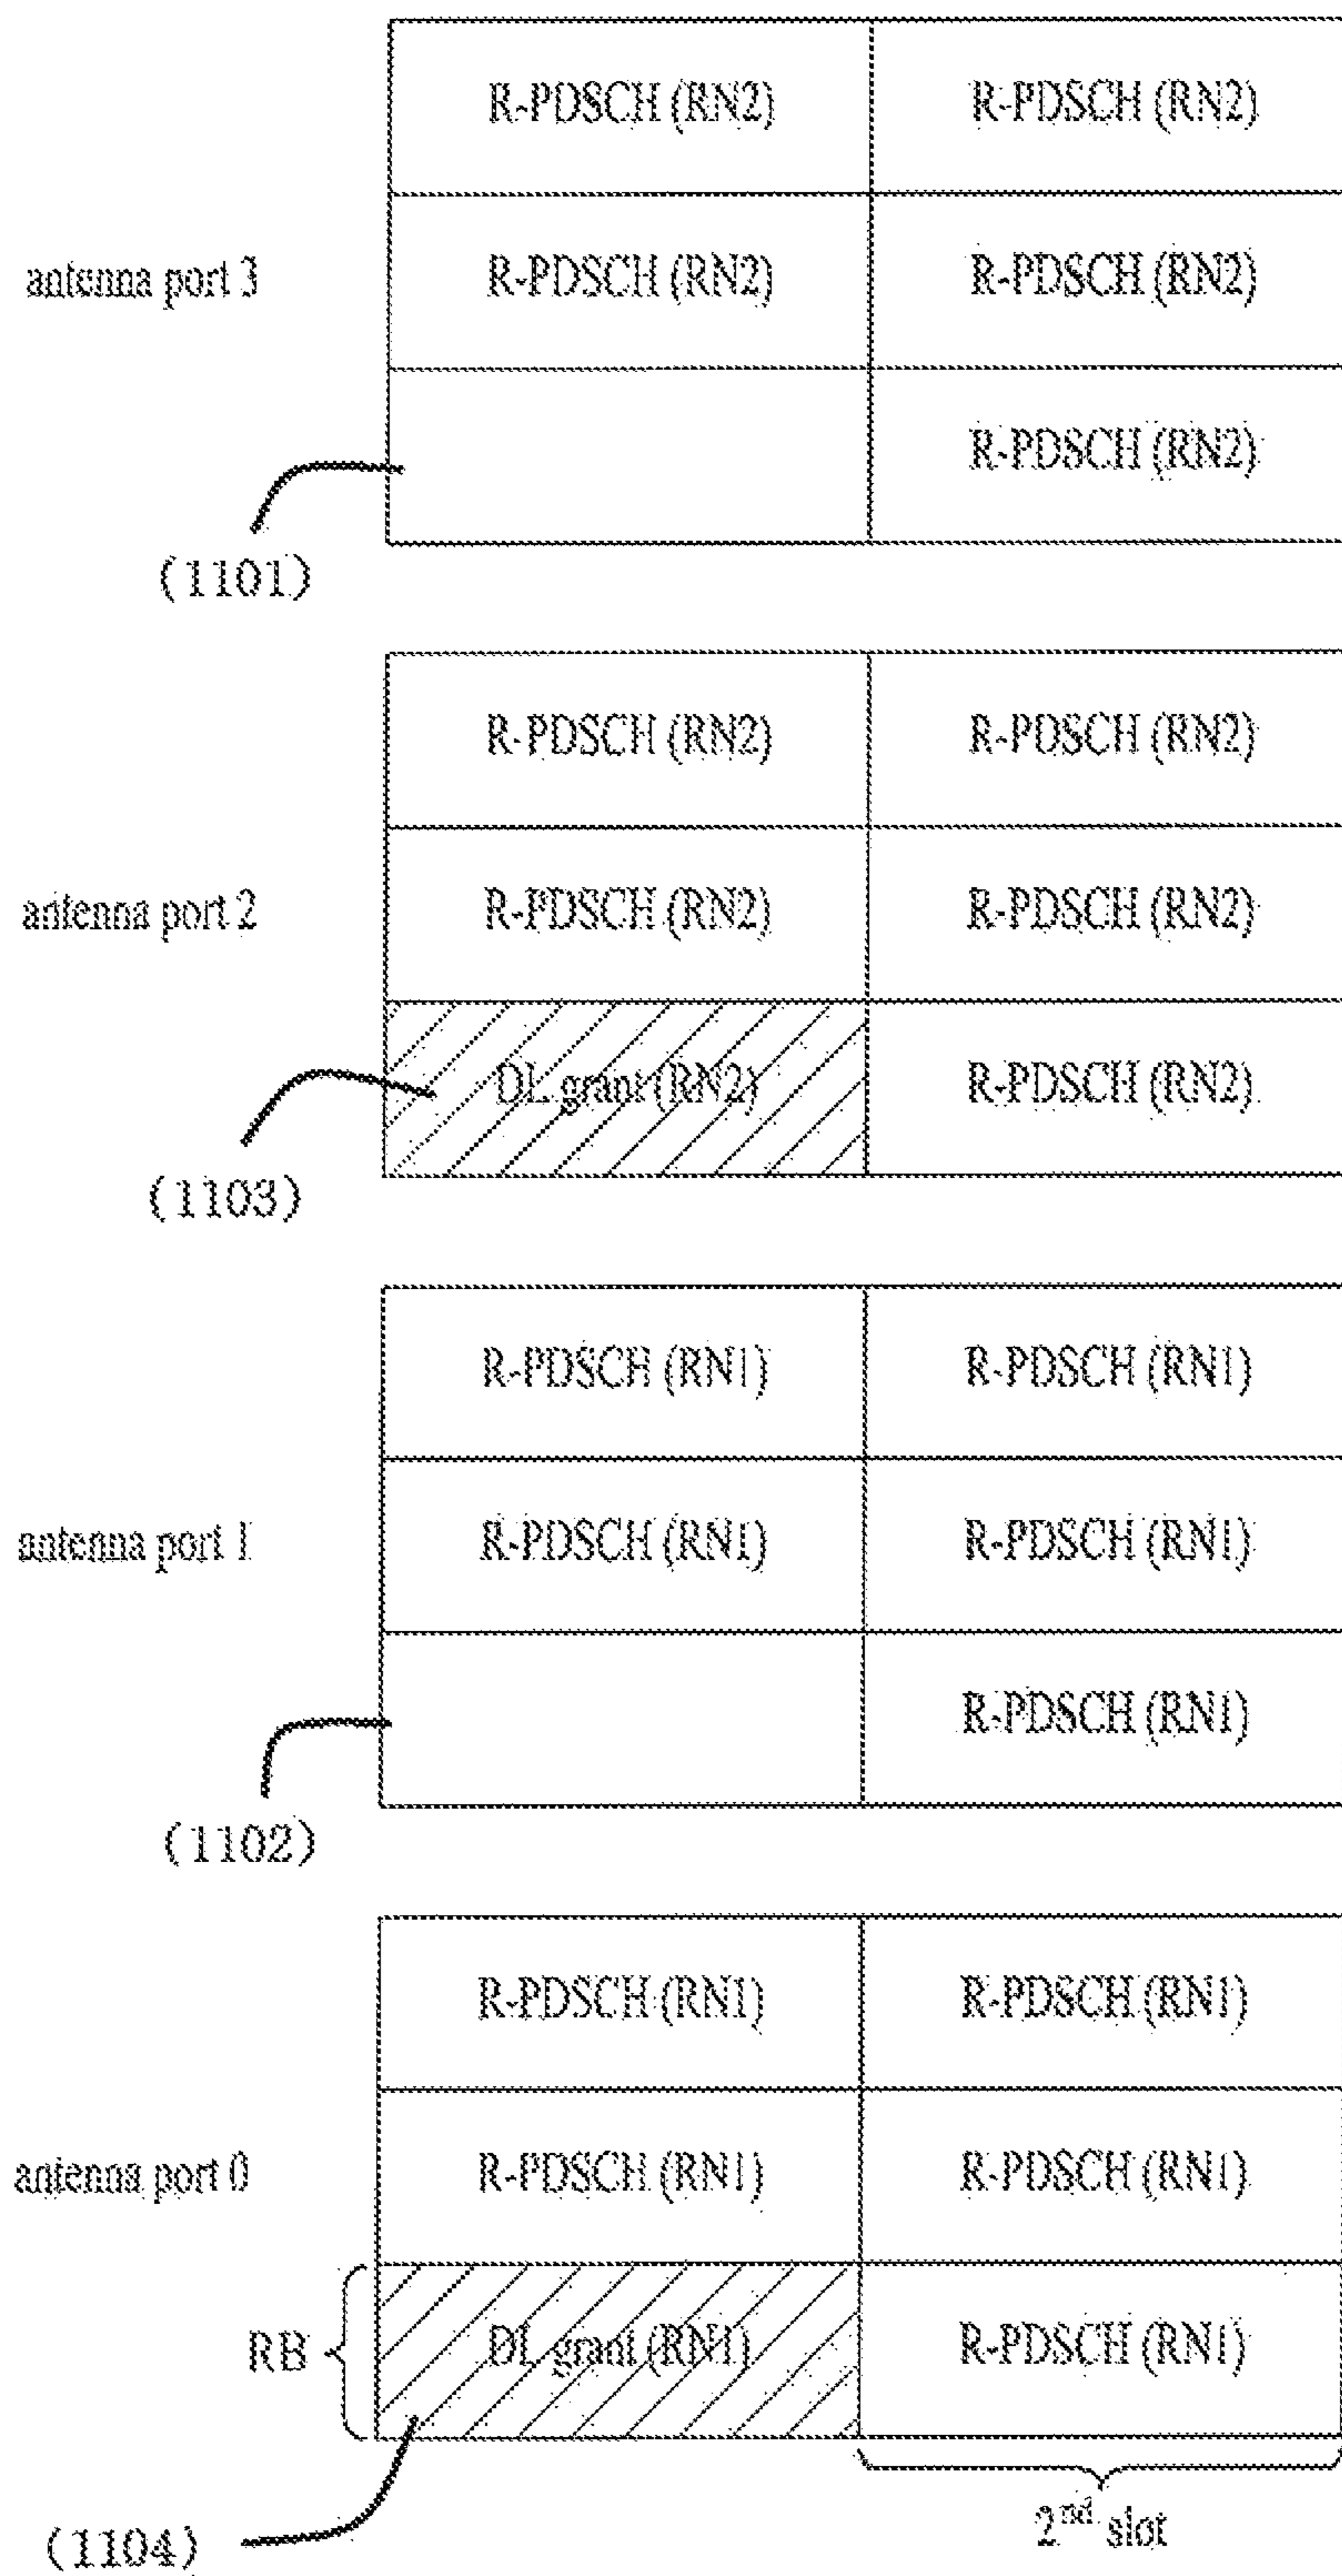 R-PDSCH (RN2) R-PDSCH (RN2)
antenna port 3 R-PDSCH (RN2) R-PDSCH (RN2)
R-PDSCH (RN2)
(1101)
R-PDSCH (RN2) R-PDSCH (RN2)
antenna port 2 R-PDSCH (RN2) R-PDSCH (RN2)
DL grant (RN2) R-PDSCH (RN2)
(1103)
R-PDSCH (RN1) R-PDSCH (RN1)
antenna port 1 R-PDSCH (RN1) R-PDSCH (RN1)
R-PDSCH (RN1)
(1102)
R-PDSCH (RN1) R-PDSCH (RN1)
antenna port 0 R-PDSCH (RN1) R-PDSCH (RN1)
RB DL grant (RN1) R-PDSCH (RN1)
(1104) 2nd slot